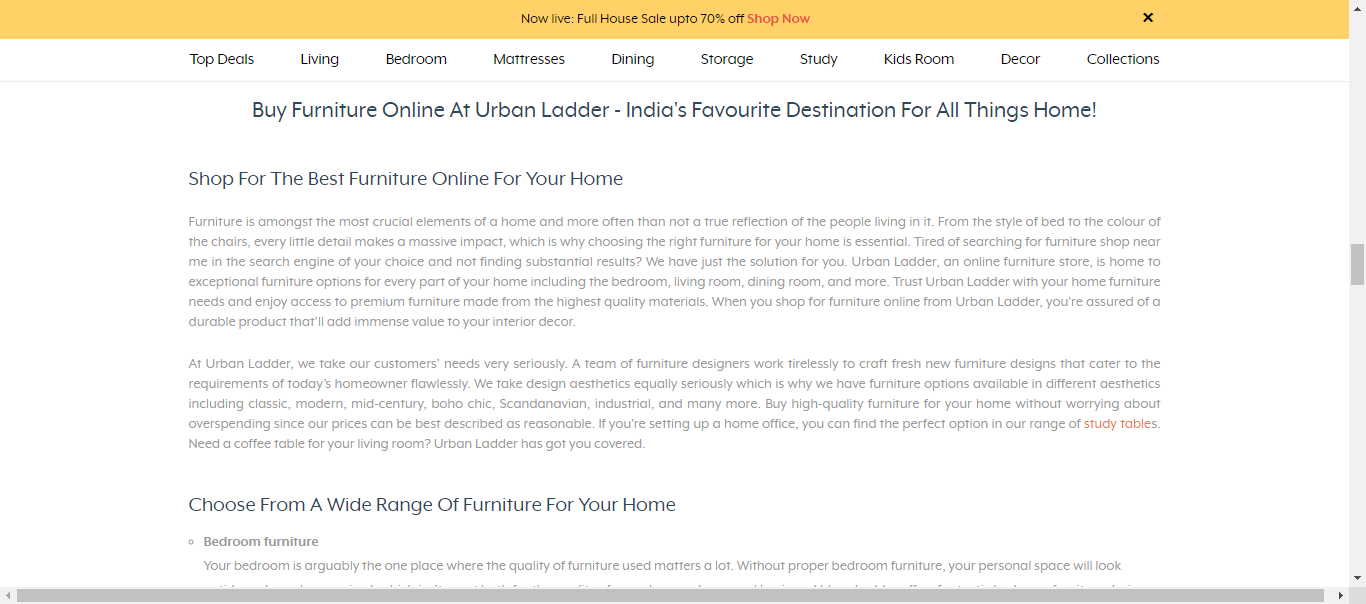 Now live: Full House Sale upto 70% off Shop Now ✕
Top Deals Living Bedroom Mattresses Dining Storage Study Kids Room Decor Collections
Buy Furniture Online At Urban Ladder - India's Favourite Destination For All Things Home!
Shop For The Best Furniture Online For Your Home
Furniture is amongst the most crucial elements of a home and more often than not a true reflection of the people living in it. From the style of bed to the colour of
the chairs, every little detail makes a massive impact, which is why choosing the right furniture for your home is essential. Tired of searching for furniture shop near
me in the search engine of your choice and not finding substantial results? We have just the solution for you. Urban Ladder, an online furniture store, is home to
exceptional furniture options for every part of your home including the bedroom, living room, dining room, and more. Trust Urban Ladder with your home furniture
needs and enjoy access to premium furniture made from the highest quality materials. When you shop for furniture online from Urban Ladder, you're assured of a
durable product that'll add immense value to your interior decor.
At Urban Ladder, we take our customers' needs very seriously. A team of furniture designers work tirelessly to craft fresh new furniture designs that cater to the
requirements of today's homeowner flawlessly. We take design aesthetics equally seriously which is why we have furniture options available in different aesthetics
including classic, modern, mid-century, boho chic, Scandanavian, industrial, and many more. Buy high-quality furniture for your home without worrying about
overspending since our prices can be best described as reasonable. If you're setting up a home office, you can find the perfect option in our range of study tables.
Need a coffee table for your living room? Urban Ladder has got you covered.
Choose From A Wide Range Of Furniture For Your Home
Bedroom furniture
Your bedroom is arguably the one place where the quality of furniture used matters a lot. Without proper bedroom furniture, your personal space will look